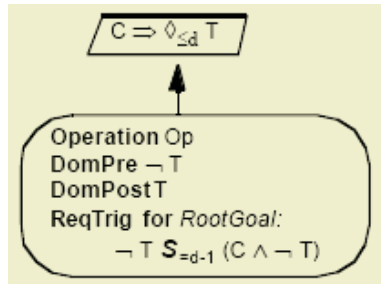 C ⇒ ◊≤d T
Operation Op
DomPre ¬ T
DomPost T
ReqTrig for RootGoal:
¬ T S=d-1 (C ∧ ¬ T)